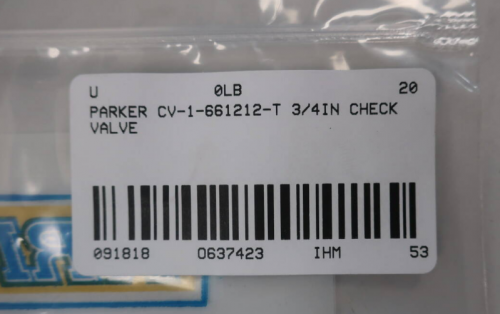 U 0LB 20
PARKER CV-1-661212-T 3/4IN CHECK
VALVE
091818 0637423 IHM 53